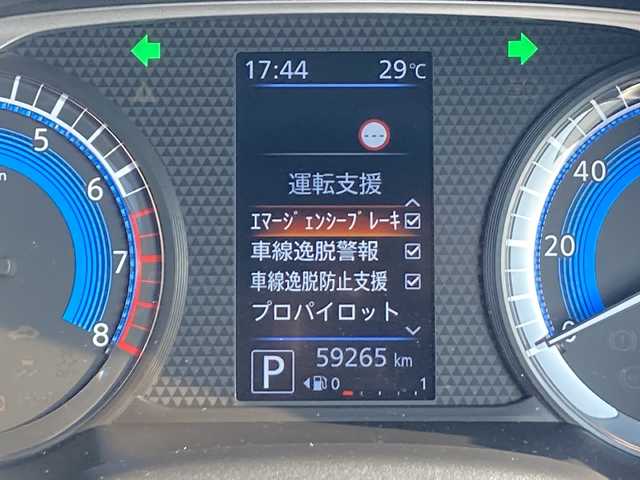 17:44 29℃
---
運転支援
エマージェンシーブレーキ
車線逸脱警報
車線逸脱防止支援
プロパイロット
P 59265 km
0 1
5
6
7
8
40
20
0